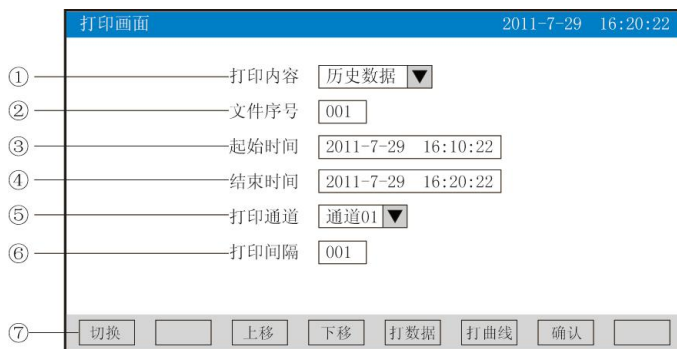 打印画面 2011-7-29 16:20:22
① 打印内容 历史数据
② 文件序号 001
③ 起始时间 2011-7-29 16:10:22
④ 结束时间 2011-7-29 16:20:22
⑤ 打印通道 通道01
⑥ 打印间隔 001
⑦ 切换 上移 下移 打数据 打曲线 确认